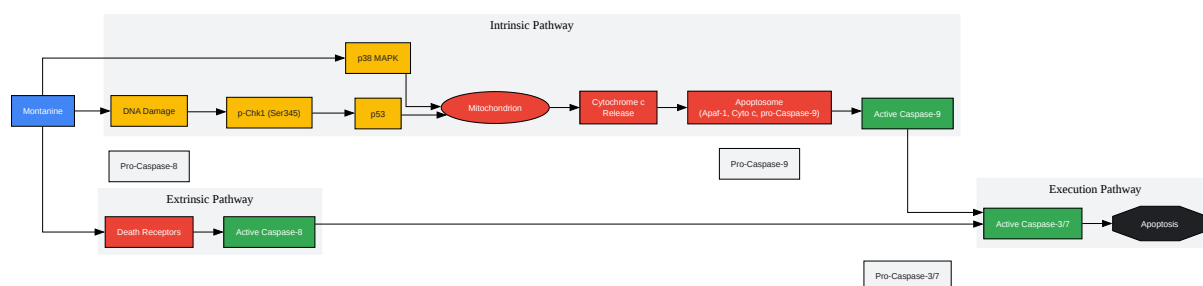 Intrinsic Pathway
p38 MAPK
Montanine
DNA Damage
p-Chk1 (Ser345)
p53
Mitochondrion
Cytochrome c
Release
Apoptosome
(Apaf-1, Cyto c, pro-Caspase-9)
Active Caspase-9
Pro-Caspase-8
Pro-Caspase-9
Extrinsic Pathway
Death Receptors
Active Caspase-8
Execution Pathway
Active Caspase-3/7
Apoptosis
Pro-Caspase-3/7